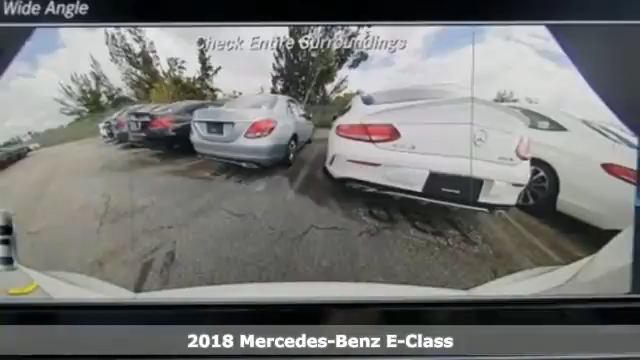 Wide Angle
Check Entire Surroundings
2018 Mercedes-Benz E-Class